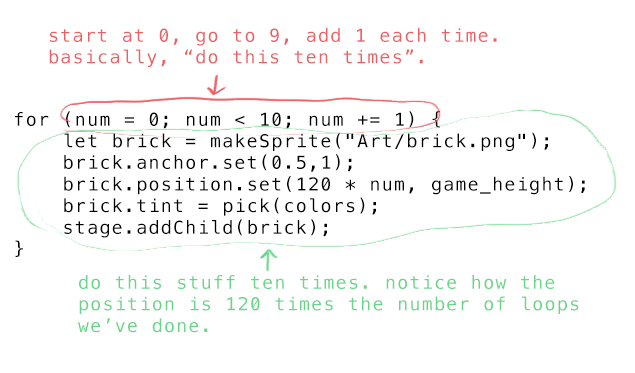 start at 0, go to 9, add 1 each time.
basically, “do this ten times”.
for (num = 0; num < 10; num += 1) {
let brick = makeSprite("Art/brick.png");
brick.anchor.set(0.5,1);
brick.position.set(120 * num, game_height);
brick.tint = pick(colors);
stage.addChild(brick);
}
do this stuff ten times. notice how the
position is 120 times the number of loops
we’ve done.